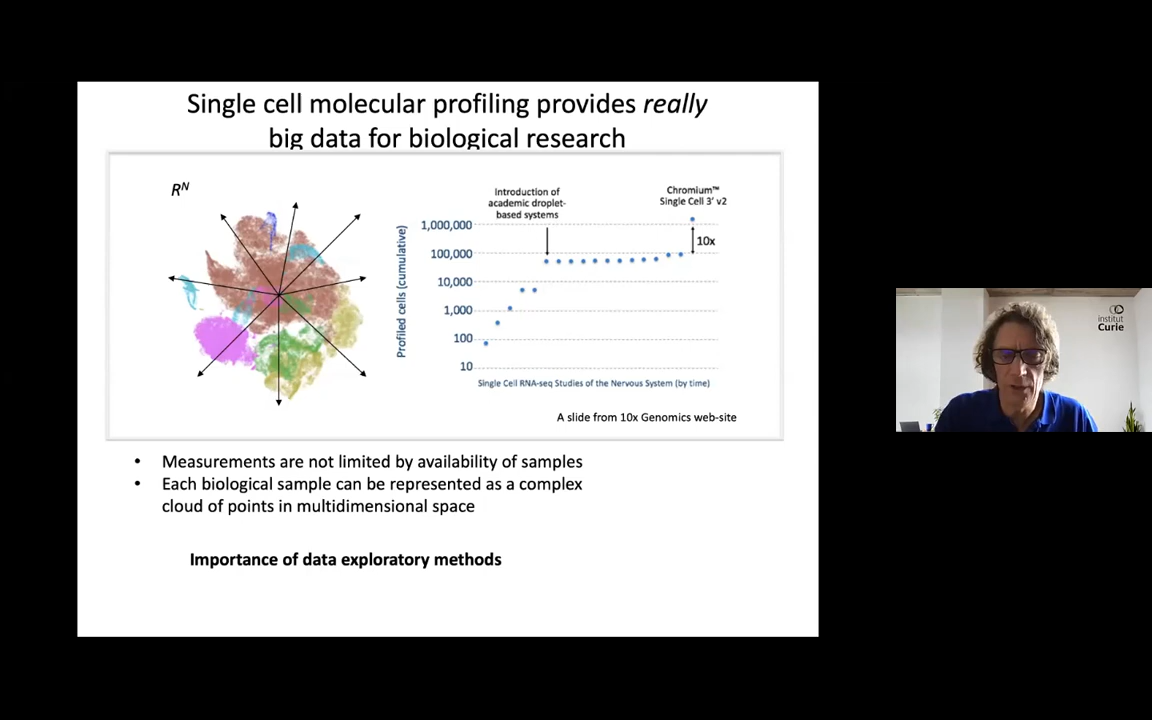 Single cell molecular profiling provides really
big data for biological research
R^N
Introduction of
academic droplet-
based systems
Chromium™
Single Cell 3' v2
1,000,000
100,000
10,000
1,000
100
10
10x
Profiled cells (cumulative)
Single Cell RNA-seq Studies of the Nervous System (by time)
A slide from 10x Genomics web-site
• Measurements are not limited by availability of samples
• Each biological sample can be represented as a complex
cloud of points in multidimensional space
Importance of data exploratory methods
institut
Curie